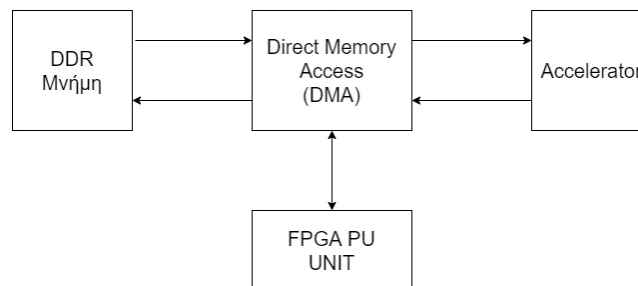 DDR
Μνήμη
Direct Memory
Access
(DMA)
Accelerator
FPGA PU
UNIT